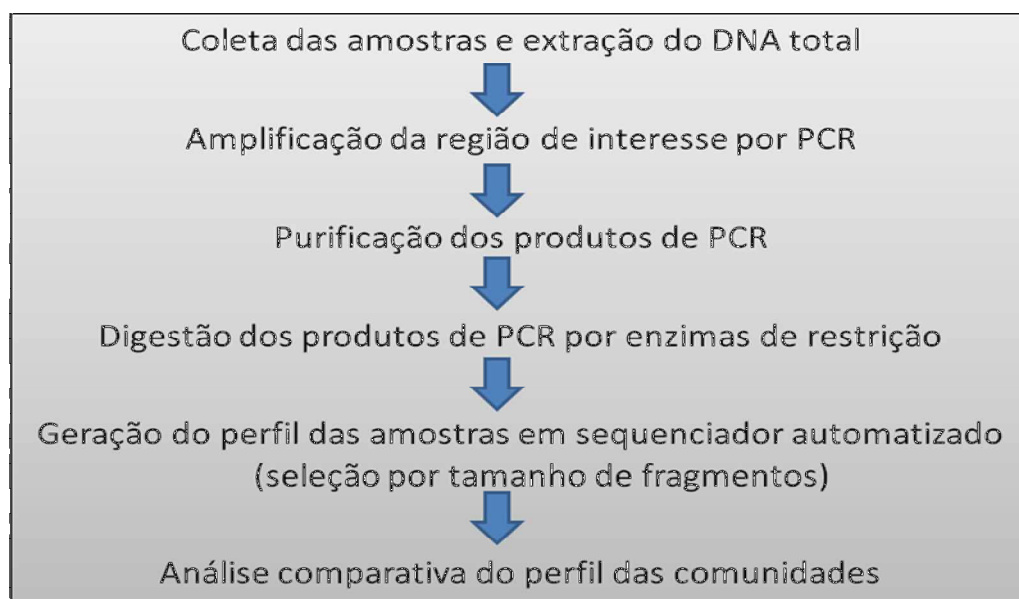 Coleta das amostras e extração do DNA total
Amplificação da região de interesse por PCR
Purificação dos produtos de PCR
Digestão dos produtos de PCR por enzimas de restrição
Geração do perfil das amostras em sequenciador automatizado
(seleção por tamanho de fragmentos)
Análise comparativa do perfil das comunidades